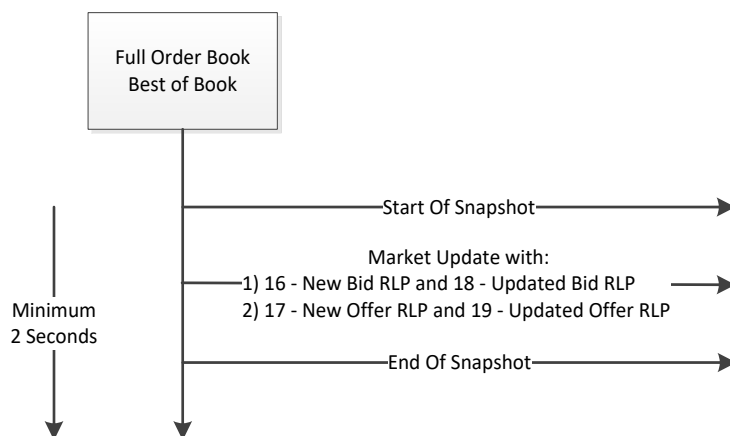 Full Order Book
Best of Book
Start Of Snapshot
Market Update with:
1) 16 - New Bid RLP and 18 - Updated Bid RLP
2) 17 - New Offer RLP and 19 - Updated Offer RLP
Minimum
2 Seconds
End Of Snapshot